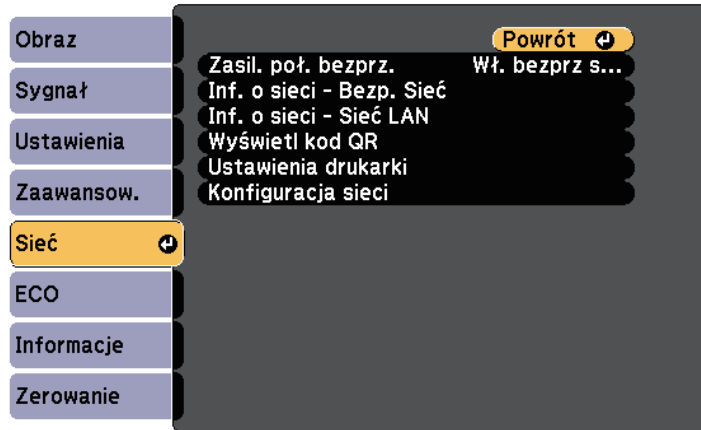 Obraz
Sygnał
Ustawienia
Zaawansow.
Sieć
ECO
Informacje
Zerowanie
Powrót
Zasil. poł. bezprz. Wł. bezprz s...
Inf. o sieci - Bezp. Sieć
Inf. o sieci - Sieć LAN
Wyświetl kod QR
Ustawienia drukarki
Konfiguracja sieci